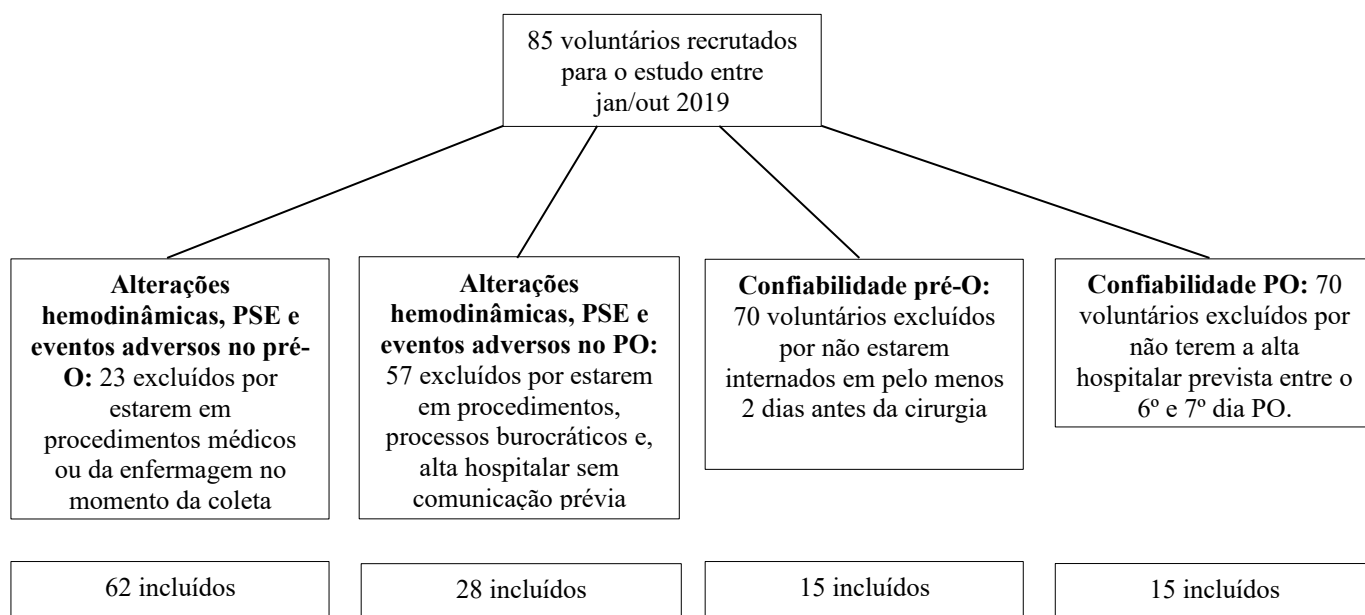 85 voluntários recrutados
para o estudo entre
jan/out 2019
Alterações
hemodinâmicas, PSE e
eventos adversos no pré-
O: 23 excluídos por
estarem em
procedimentos médicos
ou da enfermagem no
momento da coleta
Alterações
hemodinâmicas, PSE e
eventos adversos no PO:
57 excluídos por estarem
em procedimentos,
processos burocráticos e,
alta hospitalar sem
comunicação prévia
Confiabilidade pré-O:
70 voluntários excluídos
por não estarem
internados em pelo menos
2 dias antes da cirurgia
Confiabilidade PO: 70
voluntários excluídos por
não terem a alta
hospitalar prevista entre o
6º e 7º dia PO.
62 incluídos
28 incluídos
15 incluídos
15 incluídos